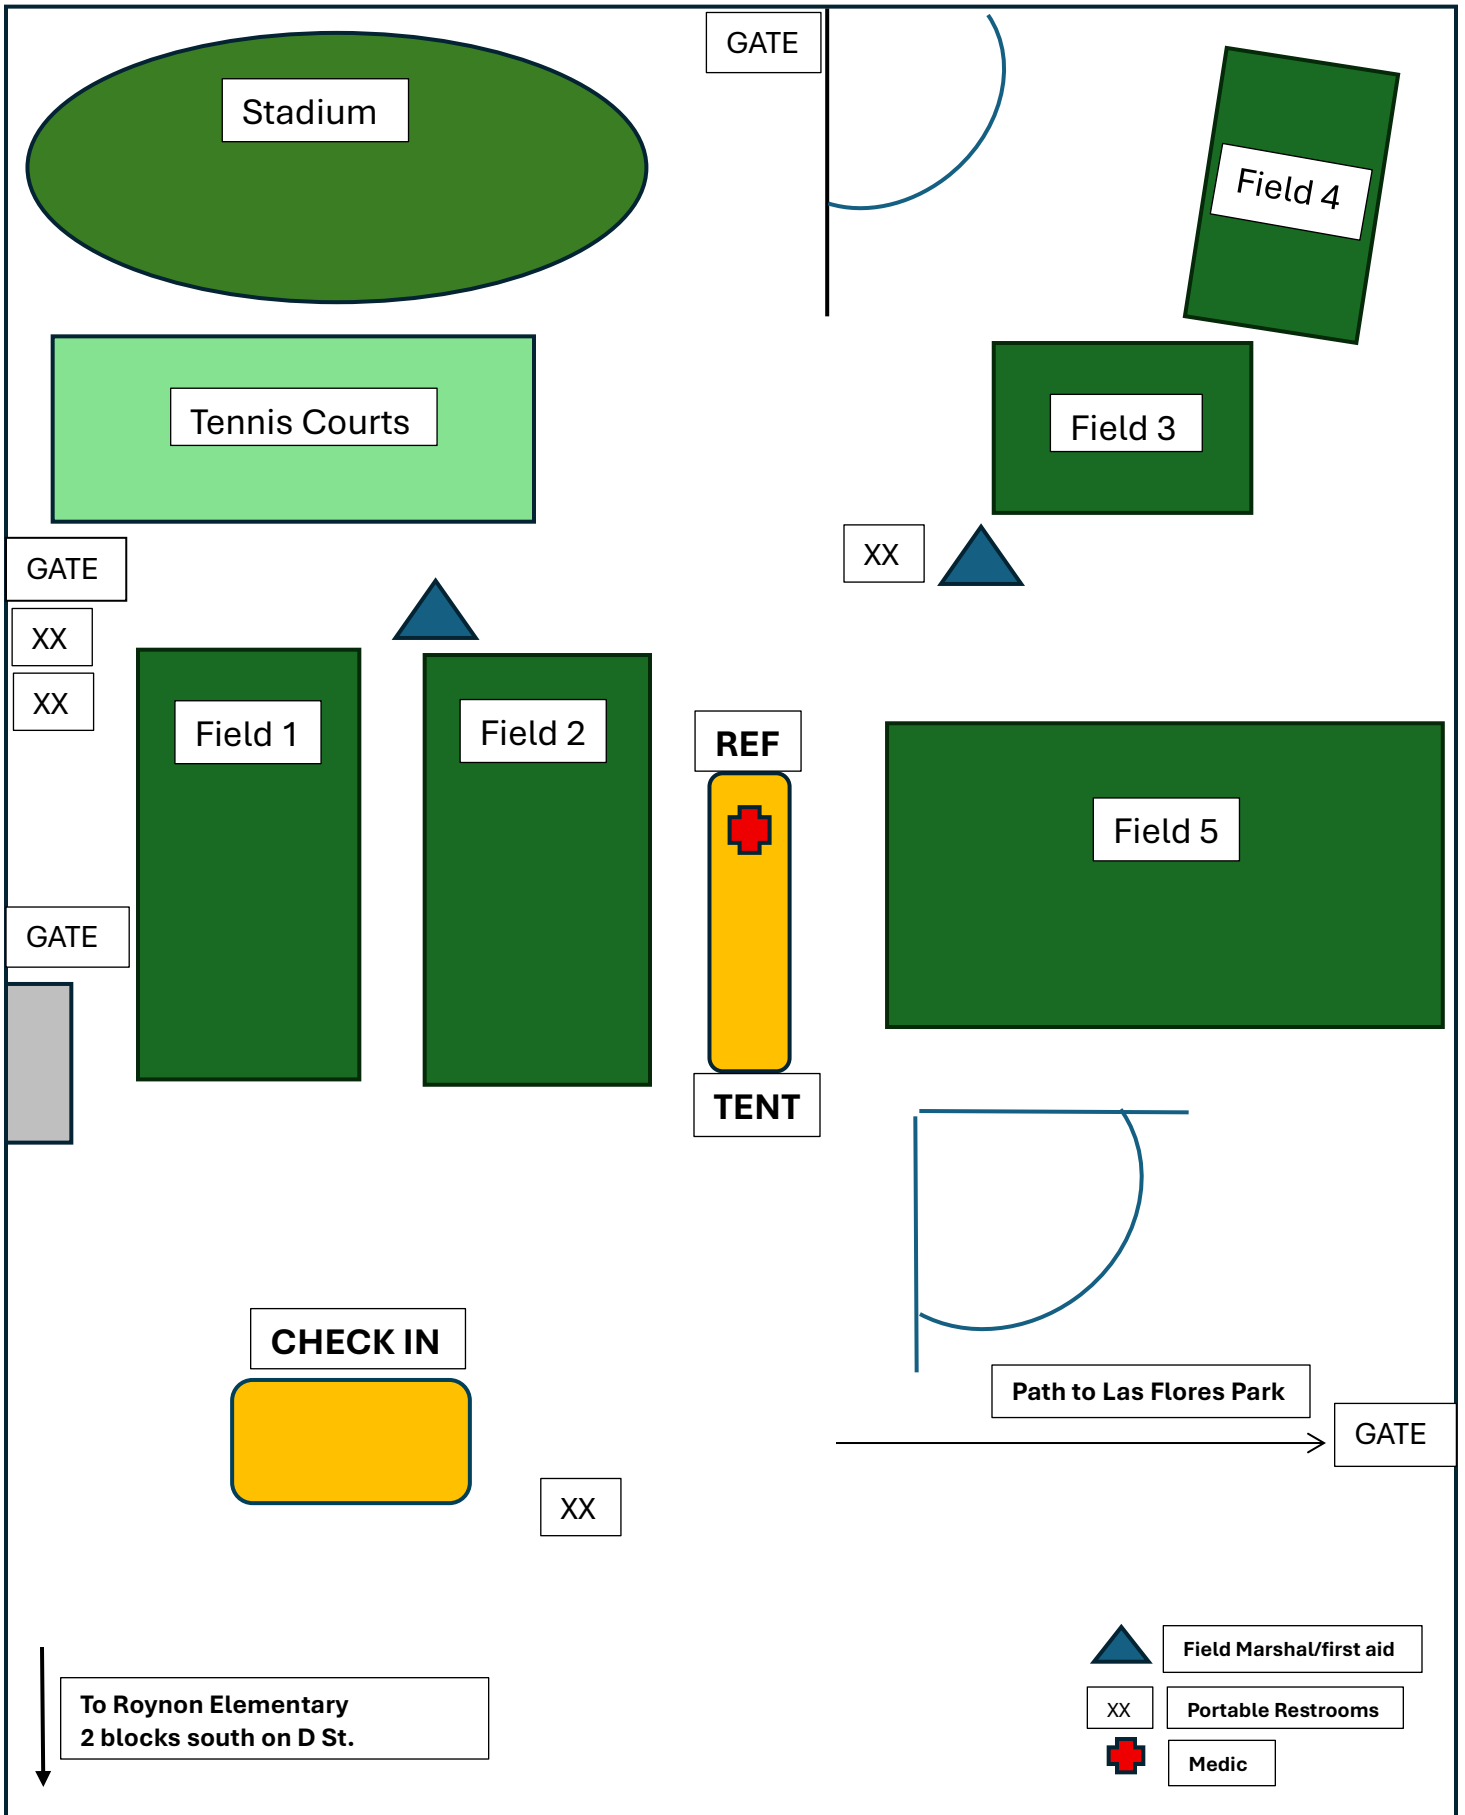 GATE
Stadium
Field 4
Tennis Courts
Field 3
XX
GATE
XX
XX
Field 1
Field 2
REF
Field 5
GATE
TENT
CHECK IN
Path to Las Flores Park
GATE
XX
Field Marshal/first aid
To Roynon Elementary
2 blocks south on D St.
XX
Portable Restrooms
Medic